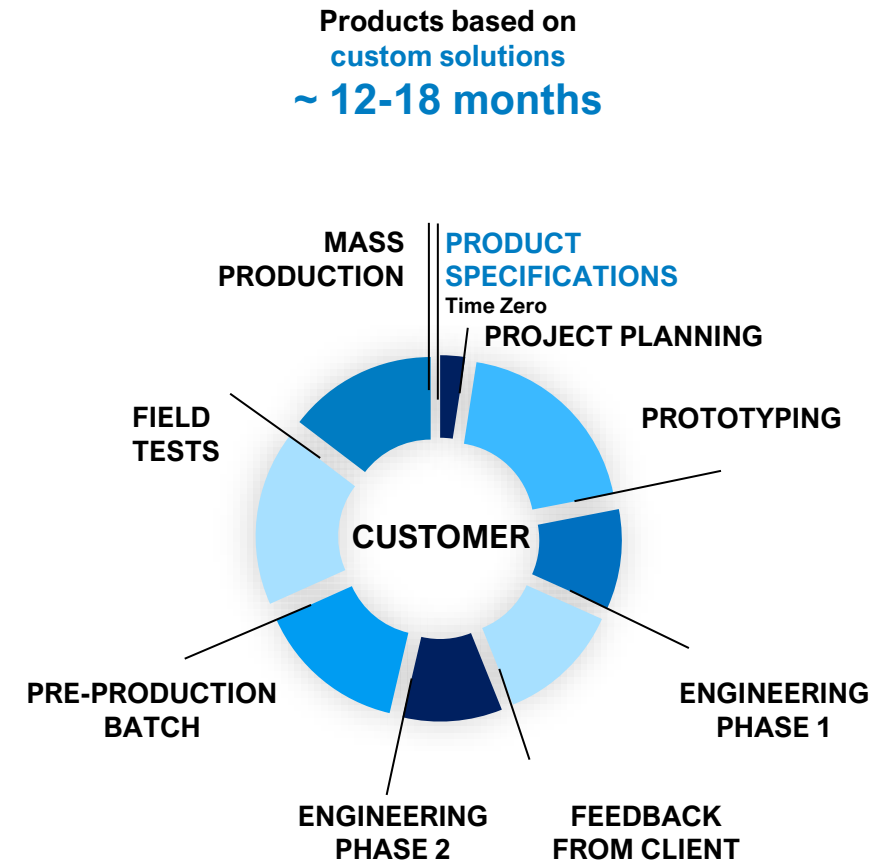 Products based on
custom solutions
~ 12-18 months
MASS
PRODUCTION
PRODUCT
SPECIFICATIONS
Time Zero
PROJECT PLANNING
PROTOTYPING
FIELD
TESTS
CUSTOMER
ENGINEERING
PHASE 1
PRE-PRODUCTION
BATCH
ENGINEERING
PHASE 2
FEEDBACK
FROM CLIENT